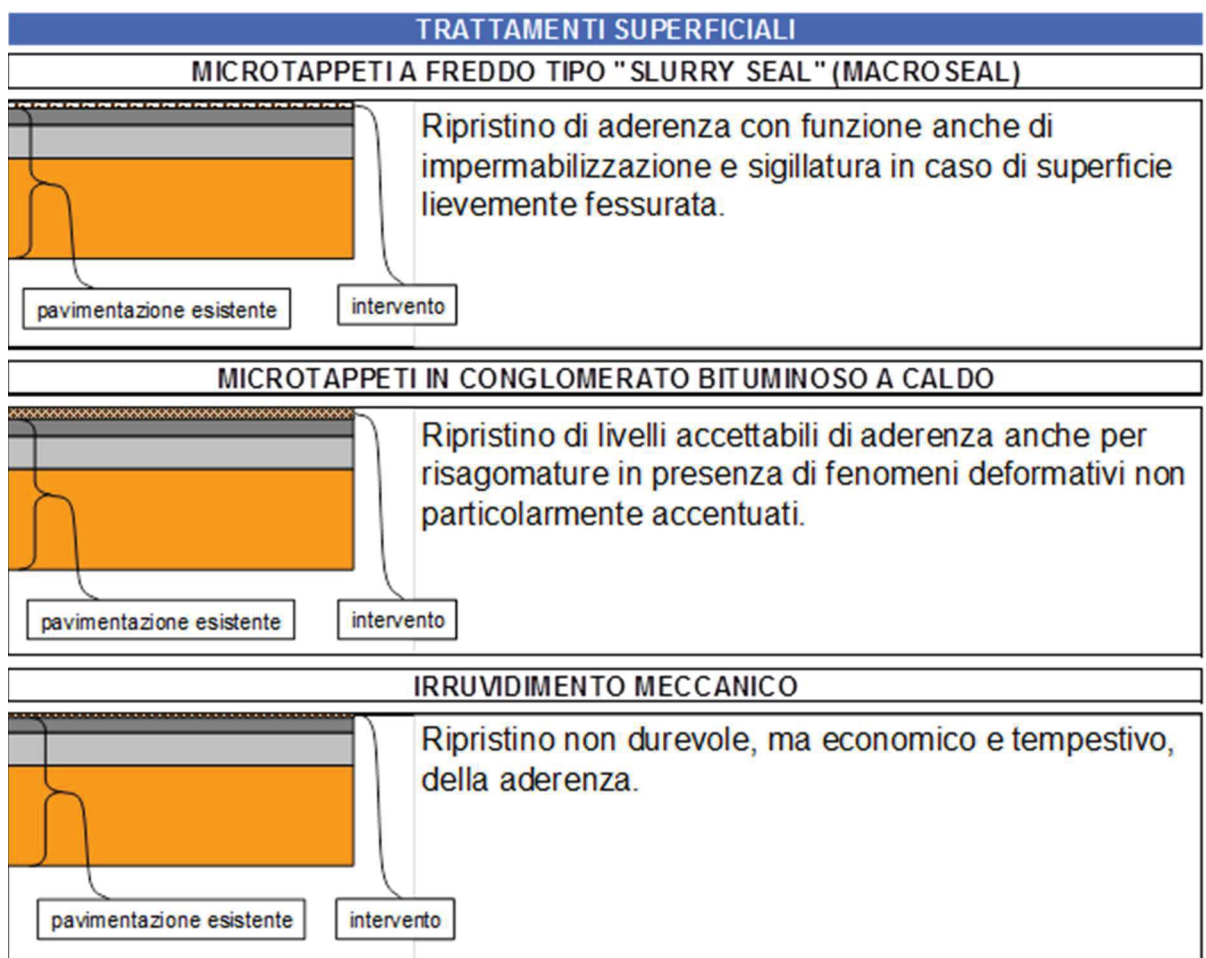 TRATTAMENTI SUPERFICIALI
MICROTAPPETI A FREDDO TIPO "SLURRY SEAL" (MACROSEAL)
Ripristino di aderenza con funzione anche di
impermabilizzazione e sigillatura in caso di superficie
lievemente fessurata.
pavimentazione esistente
intervento
MICROTAPPETI IN CONGLOMERATO BITUMINOSO A CALDO
Ripristino di livelli accettabili di aderenza anche per
risagomature in presenza di fenomeni deformativi non
particolarmente accentuati.
pavimentazione esistente
intervento
IRRUVIDIMENTO MECCANICO
Ripristino non durevole, ma economico e tempestivo,
della aderenza.
pavimentazione esistente
intervento